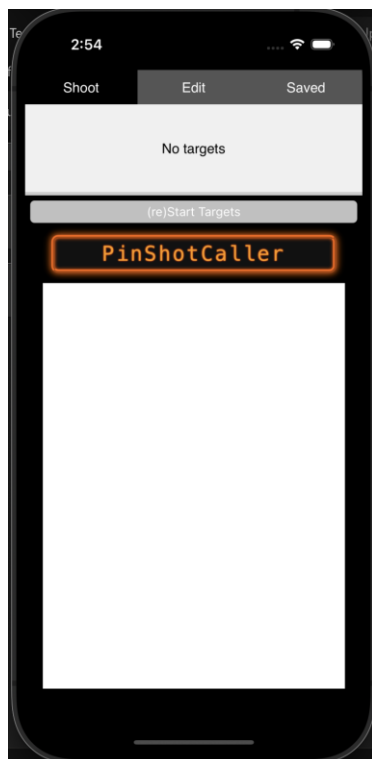 2:54
Shoot Edit Saved
No targets
(re)Start Targets
PinShotCaller